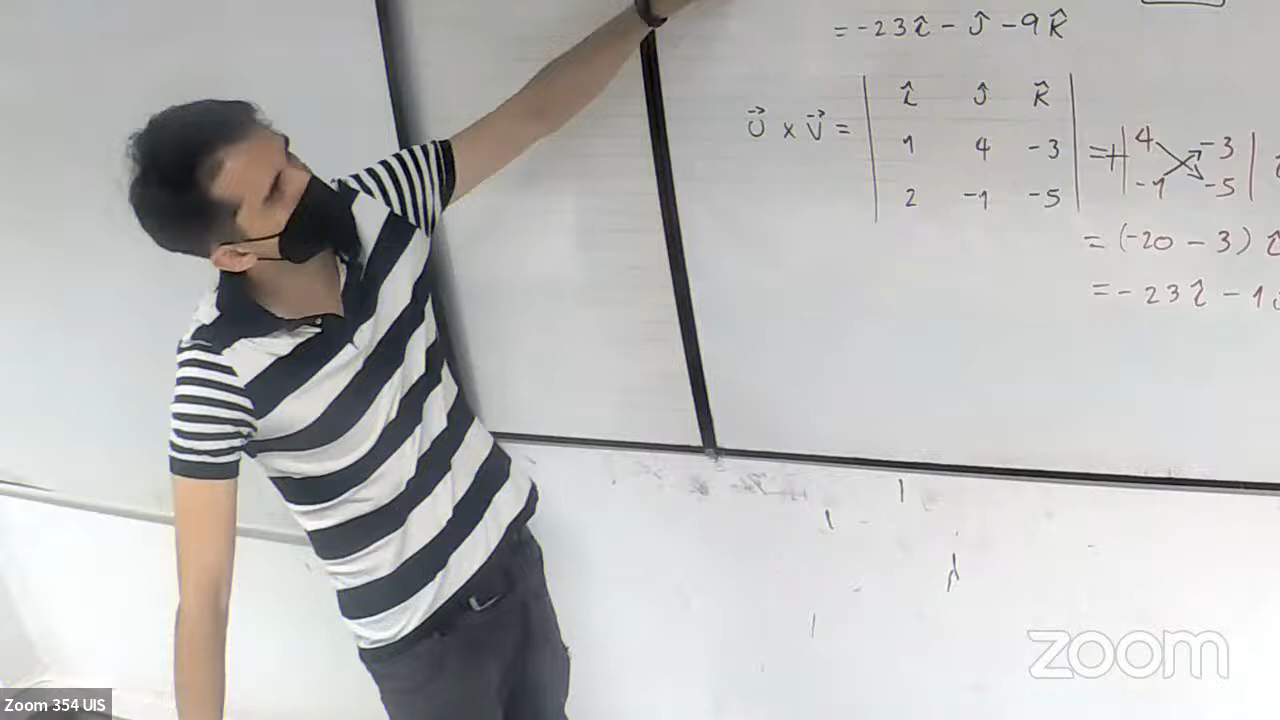 = -23î - ĵ - 9k̂
î ĵ k̂
U⃗ x V⃗ = 1 4 -3 = + | 4 -3 |
2 -1 -5 -1 -5
= (-20 - 3) î
= -23î - 1
zoom
Zoom 354 UIS